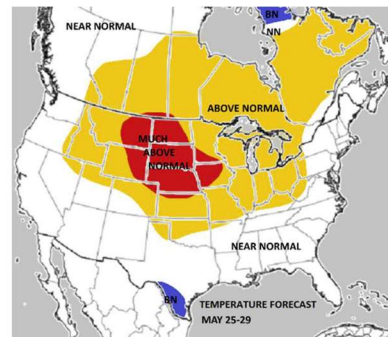 BN
NEAR NORMAL
NN
ABOVE NORMAL
MUCH
ABOVE
NORMAL
NEAR NORMAL
BN
TEMPERATURE FORECAST
MAY 25-29